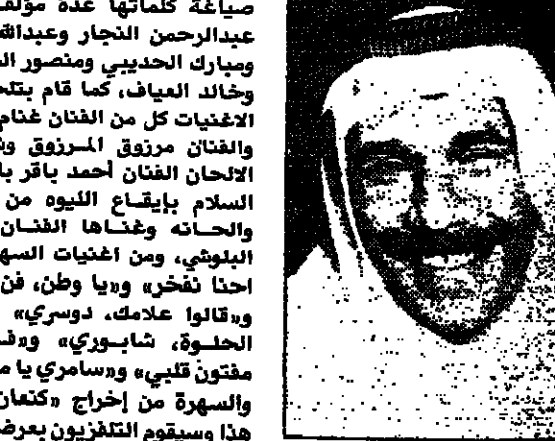 صياغة كلماتها عدة مؤلف
عبدالرحمن النجار وعبدالله
ومبارك الحديبي ومنصور ال
وخالد العياف، كما قام بتلح
الاغنيات كل من الفنان غنام
والفنان مرزوق المرزوق و
الالحان الفنان أحمد باقر با
السلام بإيقاع الليوه من
والحانه وغناها الفنان
البلوشي، ومن اغنيات السه
احنا نفخر» و«يا وطن، فن
و«قالوا علامك، دوسري»
الحلوة، شابوري» و«ف
مفتون قلبي» و«سامري يا م
والسهرة من إخراج «كنعان
هذا وسيقوم التلفزيون بعرض